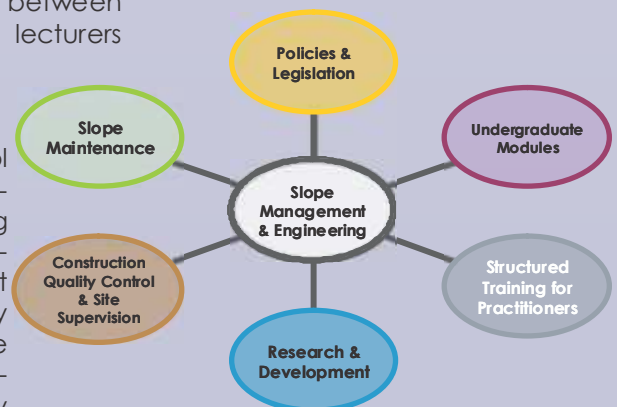 between
lecturers
Policies &
Legislation
Slope
Maintenance
Undergraduate
Modules
Slope
Management
& Engineering
Construction
Quality Control
& Site
Supervision
Structured
Training for
Practitioners
Research &
Development